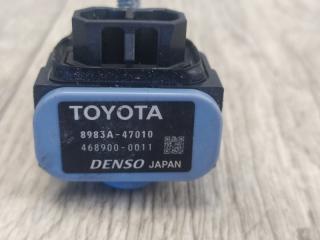 TOYOTA
8983A-47010
468900-0011
DENSO JAPAN